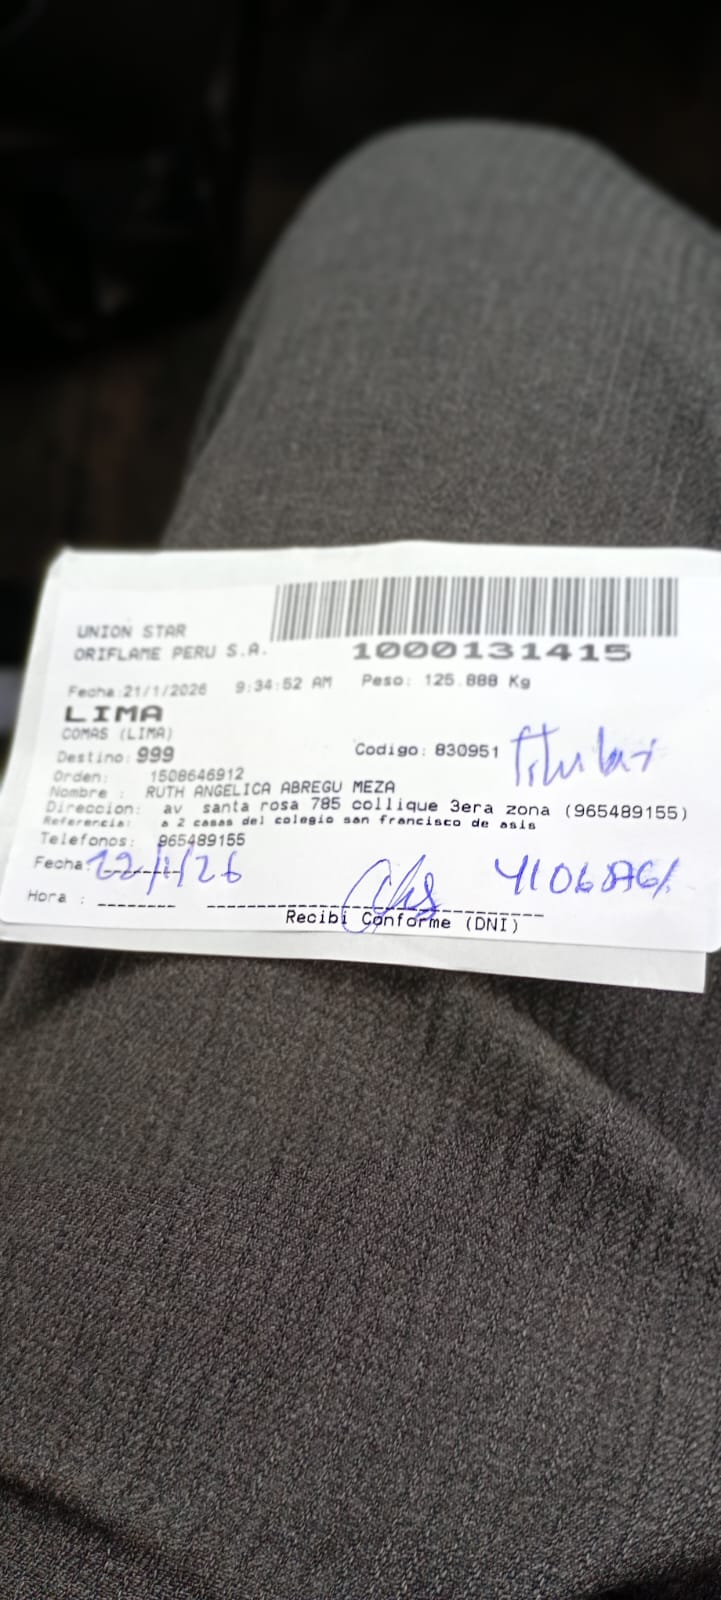 UNION STAR
ORIFLAME PERU S.A.
1000131415
Fecha:21/1/2026 9:34:52 AM Peso: 125.888 Kg
LIMA
COMAS (LIMA)
Destino: 999 Codigo: 830951 Titular
Orden: 1508646912
Nombre : RUTH ANGELICA ABREGU MEZA
Direccion: av santa rosa 785 collique 3era zona (965489155)
Referencia: a 2 casas del colegio san francisco de asis
Telefonos: 965489155
Fecha: 22/1/26
Hora : --------
Recibi Conforme (DNI)